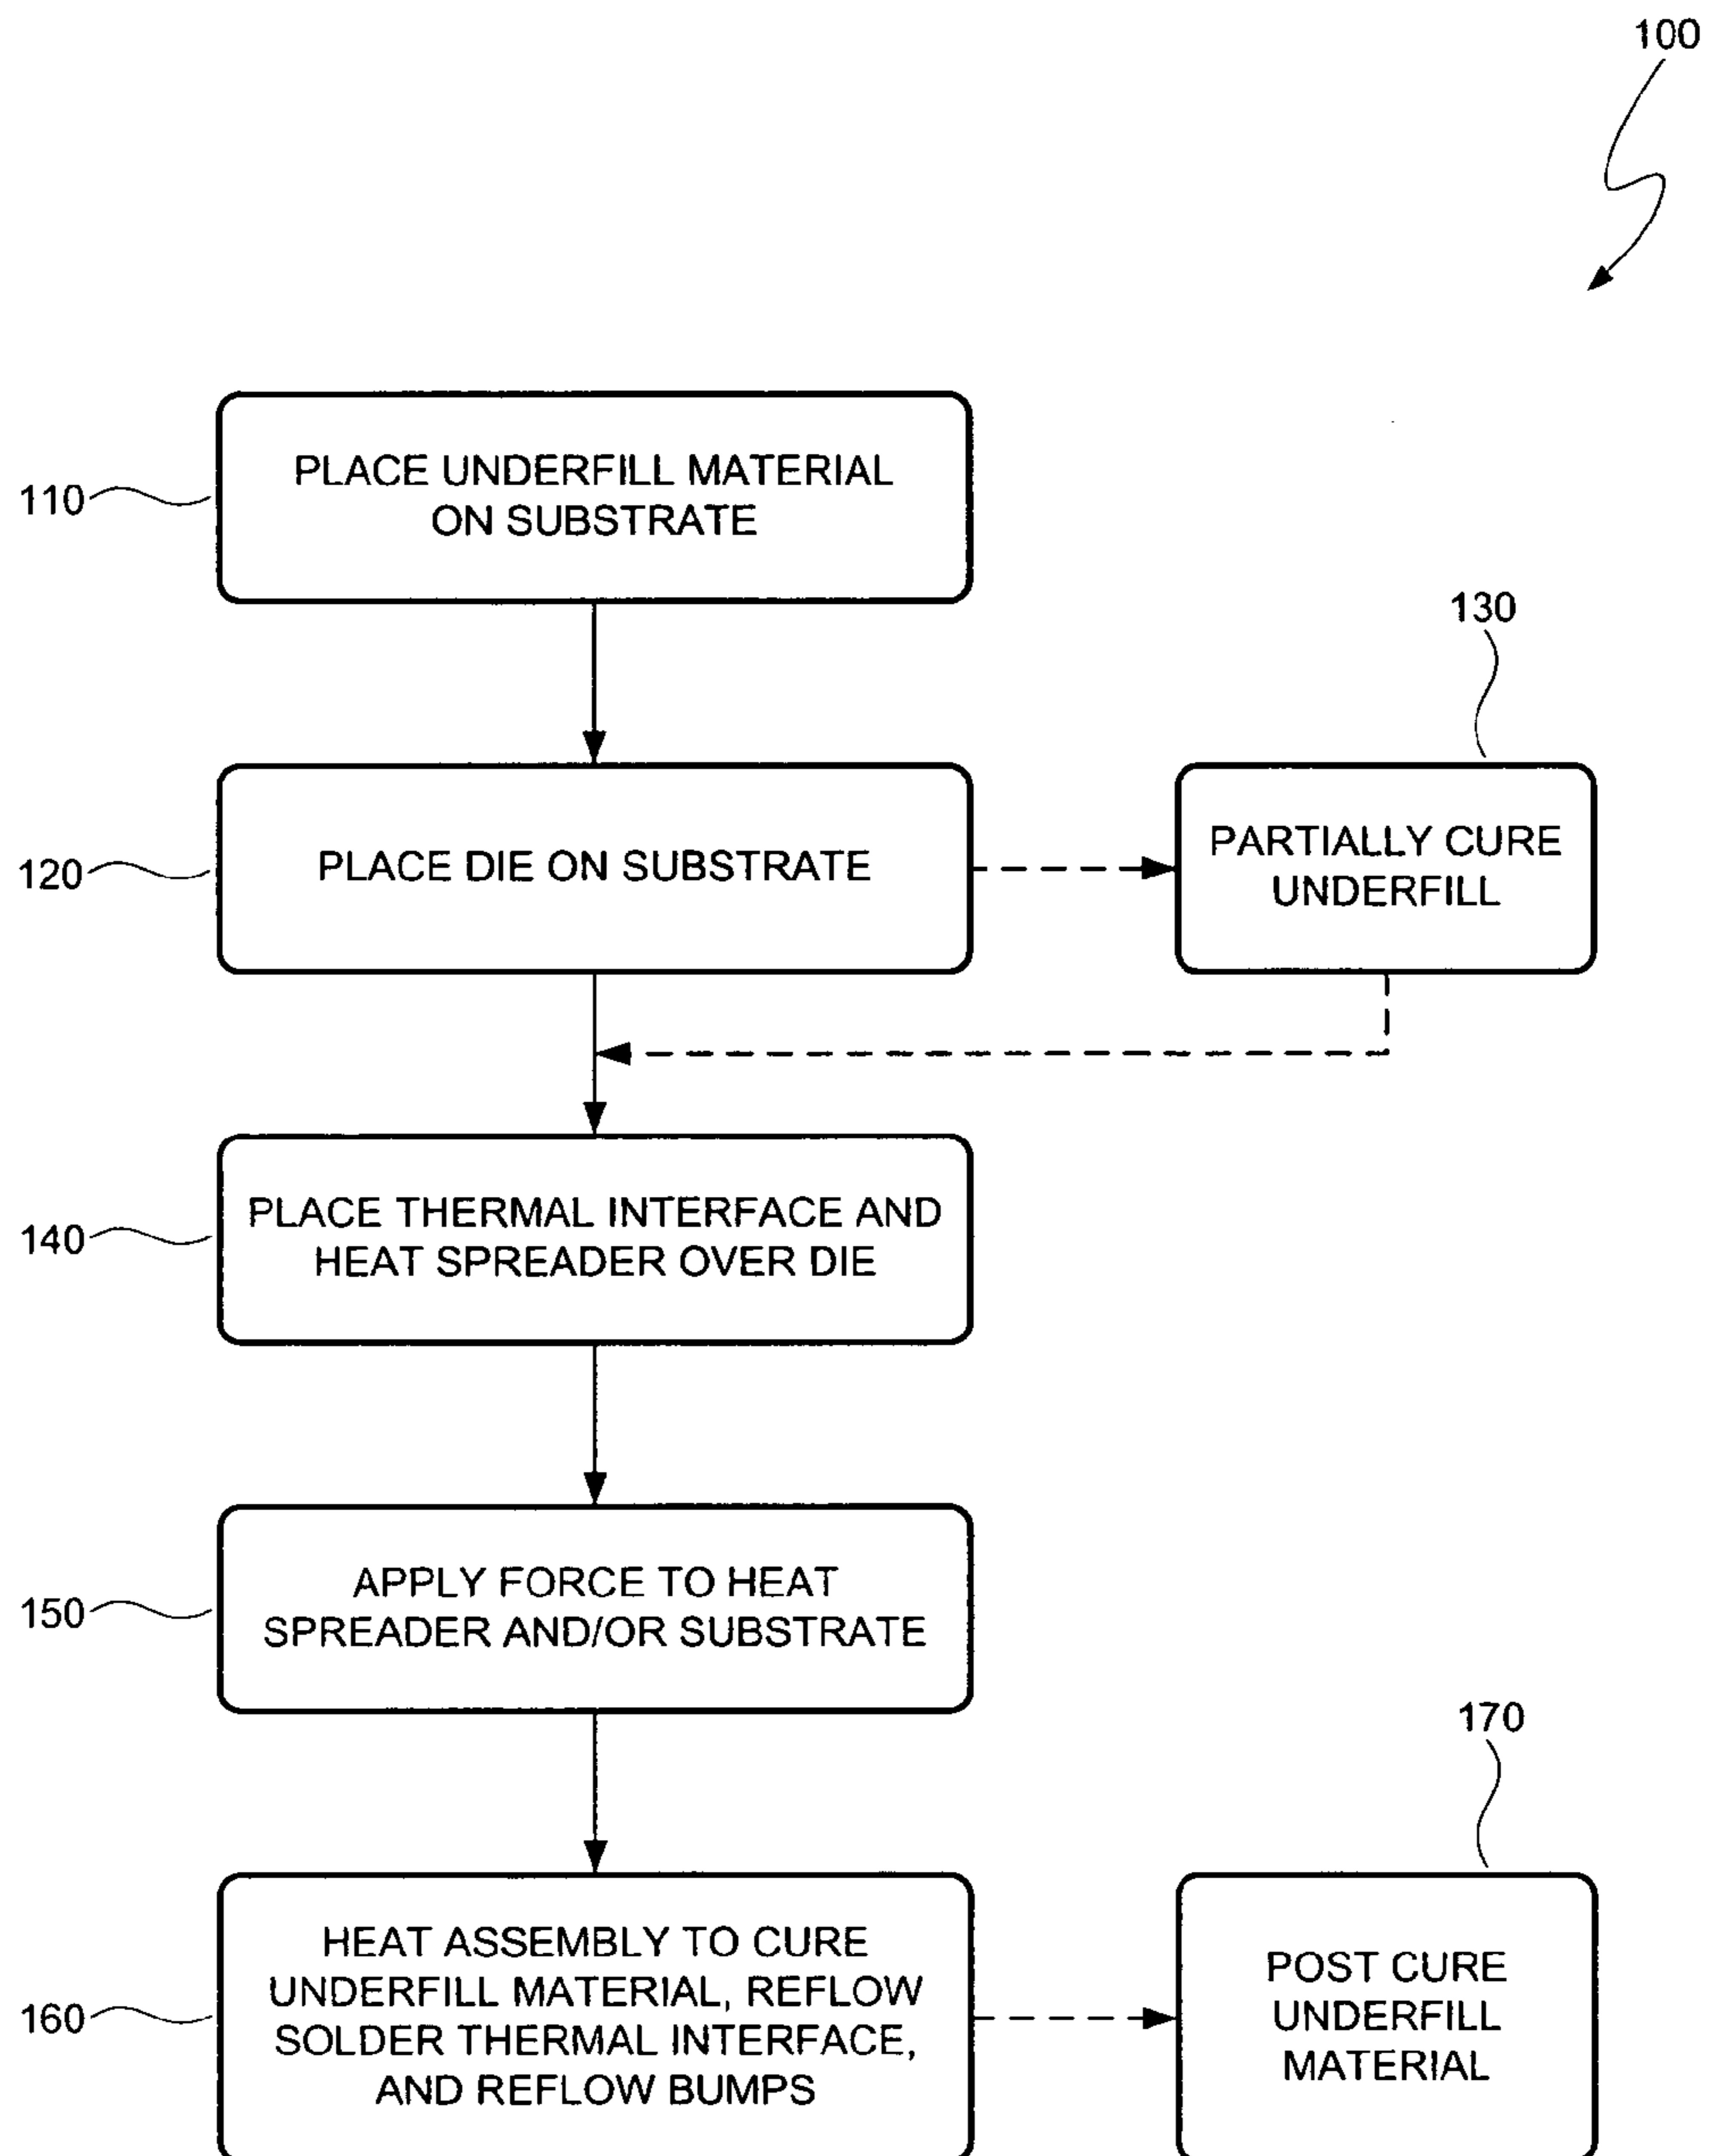 100
110
PLACE UNDERFILL MATERIAL
ON SUBSTRATE
120
PLACE DIE ON SUBSTRATE
130
PARTIALLY CURE
UNDERFILL
140
PLACE THERMAL INTERFACE AND
HEAT SPREADER OVER DIE
150
APPLY FORCE TO HEAT
SPREADER AND/OR SUBSTRATE
160
HEAT ASSEMBLY TO CURE
UNDERFILL MATERIAL, REFLOW
SOLDER THERMAL INTERFACE,
AND REFLOW BUMPS
170
POST CURE
UNDERFILL
MATERIAL